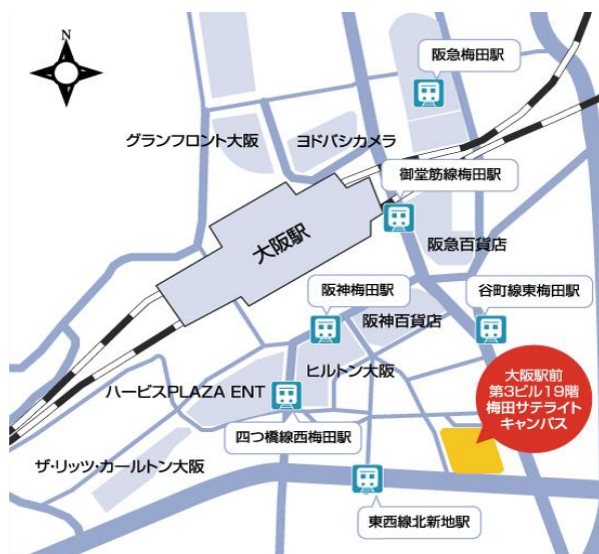 N
阪急梅田駅
グランフロント大阪
ヨドバシカメラ
御堂筋線梅田駅
大阪駅
阪急百貨店
阪神梅田駅
谷町線東梅田駅
阪神百貨店
ヒルトン大阪
ハービスPLAZA ENT
大阪駅前
第3ビル19階
梅田サテライト
キャンパス
四つ橋線西梅田駅
ザ・リッツ・カールトン大阪
東西線北新地駅